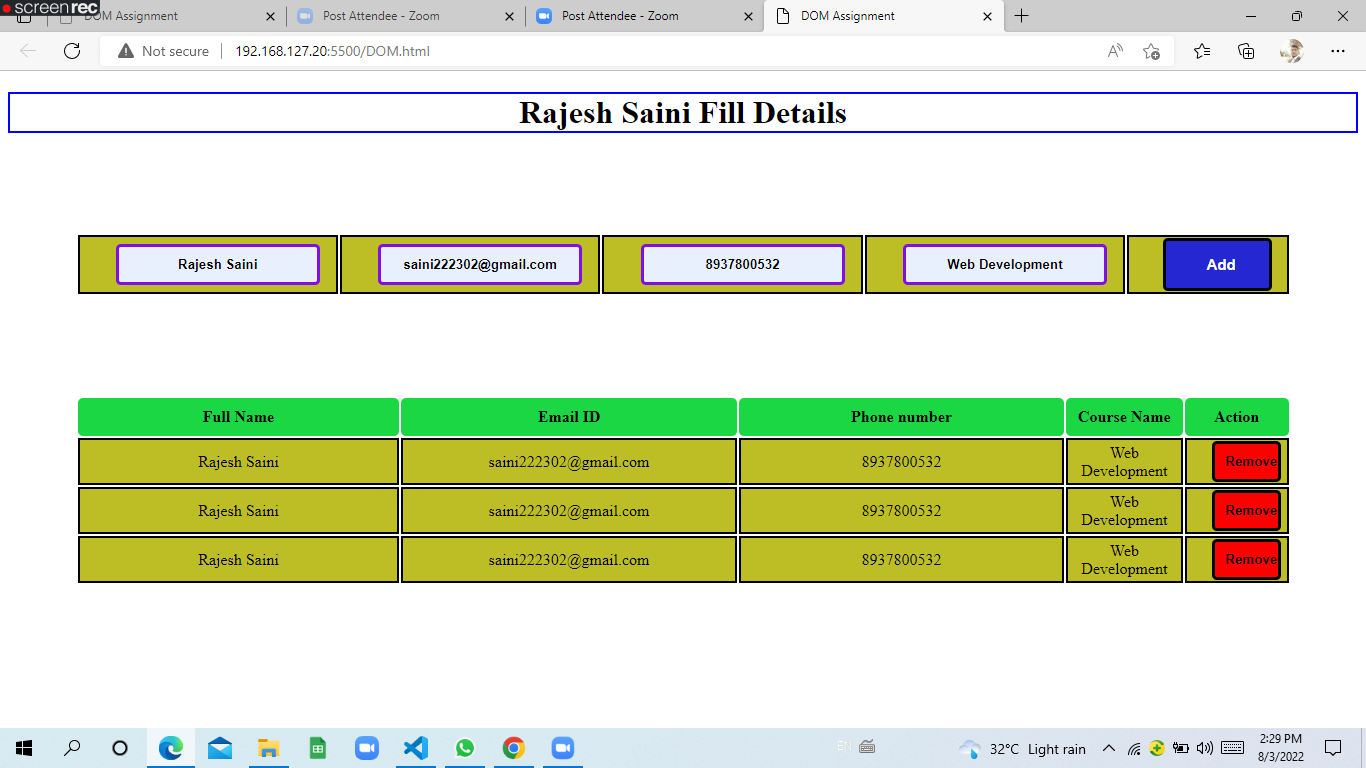 screenrec
DOM Assignment
Post Attendee - Zoom
Post Attendee - Zoom
DOM Assignment
Not secure
192.168.127.20:5500/DOM.html
Rajesh Saini Fill Details
Rajesh Saini
saini222302@gmail.com
8937800532
Web Development
Add
Full Name
Email ID
Phone number
Course Name
Action
Rajesh Saini
saini222302@gmail.com
8937800532
Web
Development
Remove
Rajesh Saini
saini222302@gmail.com
8937800532
Web
Development
Remove
Rajesh Saini
saini222302@gmail.com
8937800532
Web
Development
Remove
EN
32°C Light rain
2:29 PM
8/3/2022